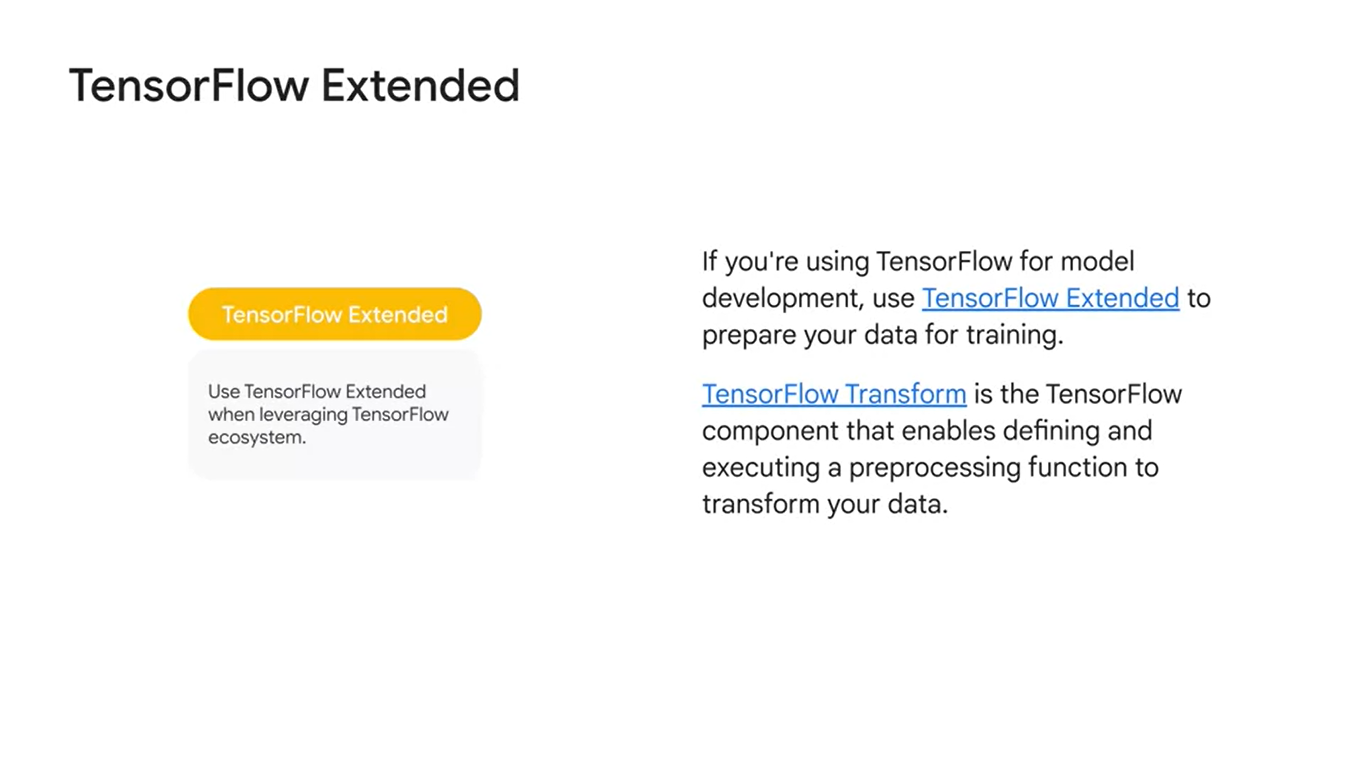 TensorFlow Extended
TensorFlow Extended
Use TensorFlow Extended
when leveraging TensorFlow
ecosystem.
If you're using TensorFlow for model
development, use TensorFlow Extended to
prepare your data for training.
TensorFlow Transform is the TensorFlow
component that enables defining and
executing a preprocessing function to
transform your data.